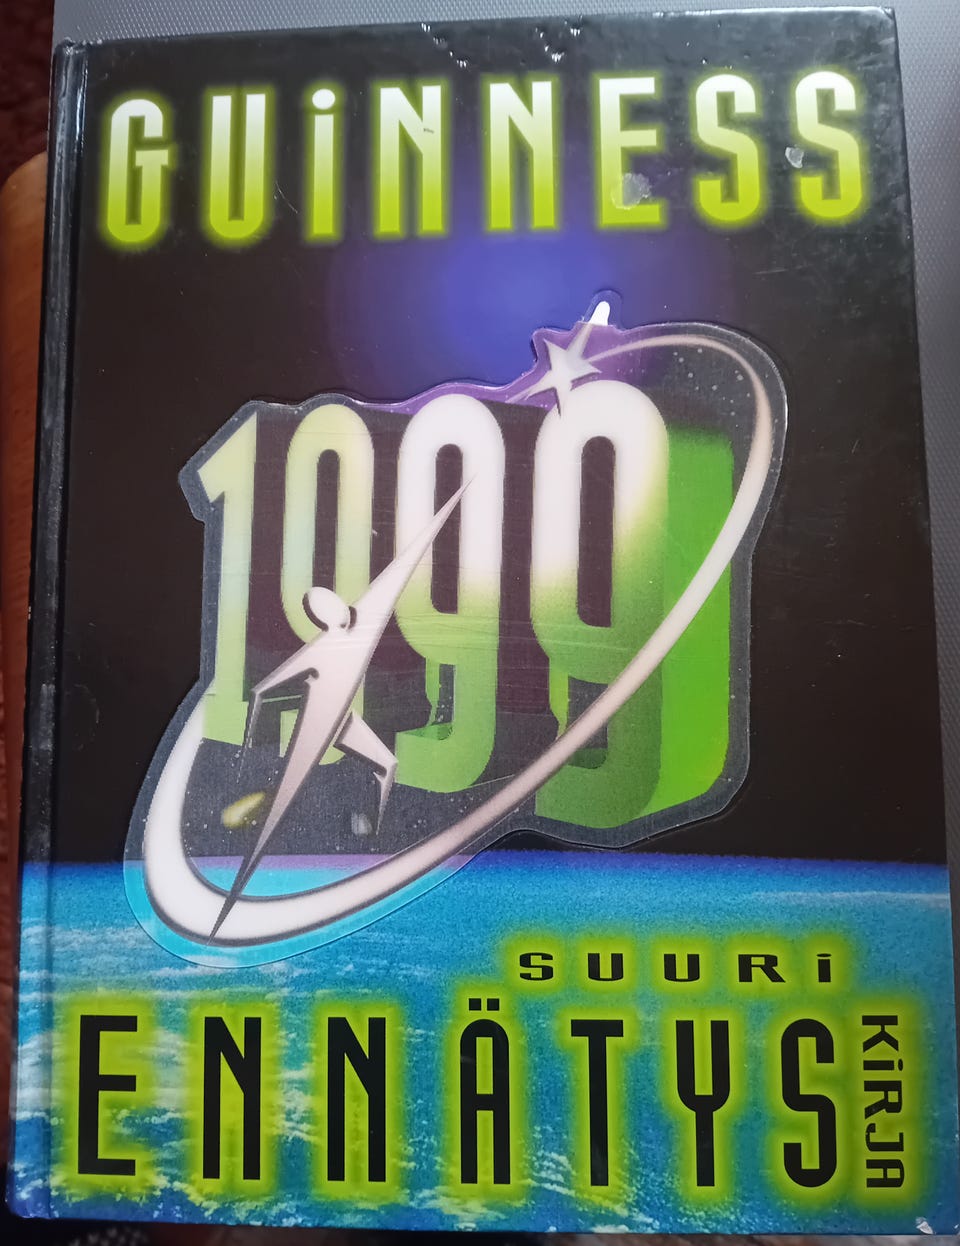 GUiNNESS
1999
SUURi
ENNÄTYS
KiRJA